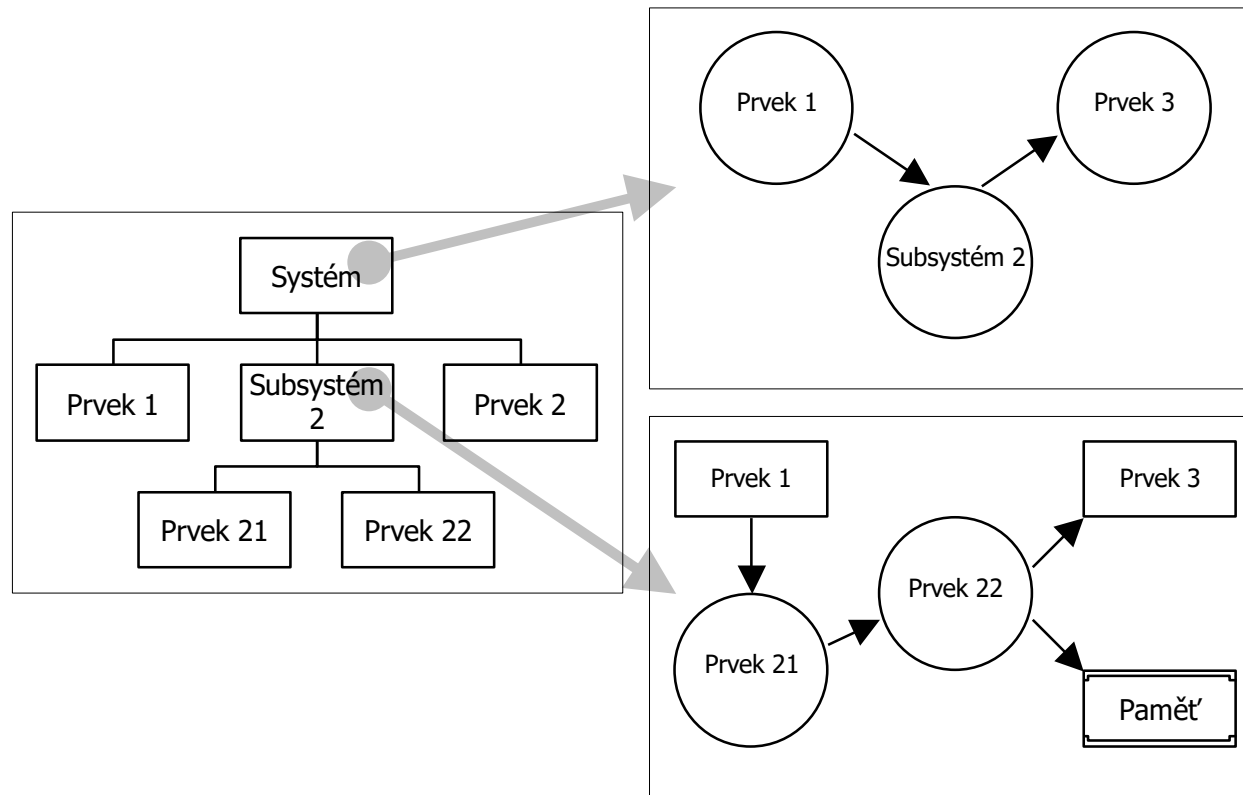 Systém
Prvek 1
Subsystém
2
Prvek 2
Prvek 21
Prvek 22
Prvek 1
Prvek 3
Subsystém 2
Prvek 1
Prvek 3
Prvek 22
Prvek 21
Paměť